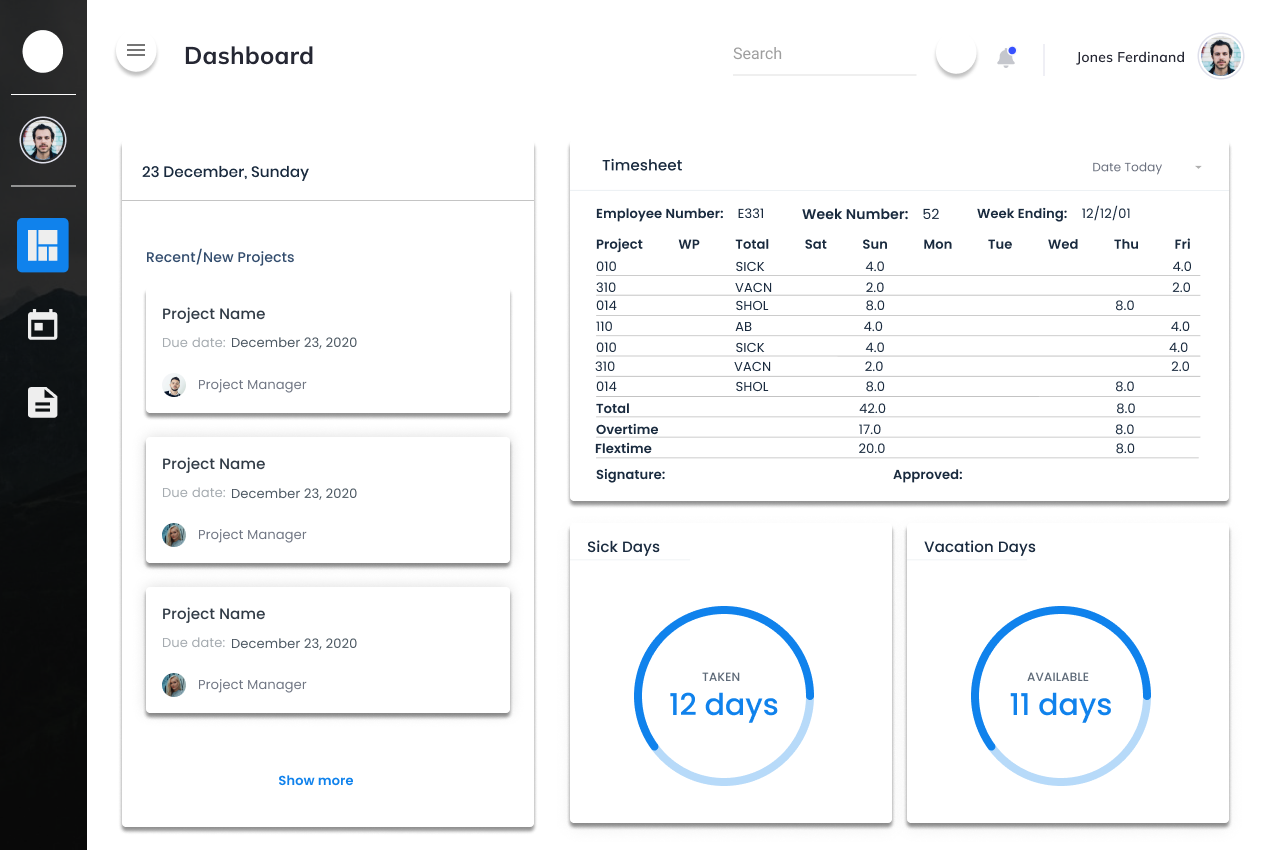 Dashboard
Search
Jones Ferdinand
23 December, Sunday
Recent/New Projects
Project Name
Due date: December 23, 2020
Project Manager
Project Name
Due date: December 23, 2020
Project Manager
Project Name
Due date: December 23, 2020
Project Manager
Show more
Timesheet
Date Today
Employee Number: E331 Week Number: 52 Week Ending: 12/12/01
Project WP Total Sat Sun Mon Tue Wed Thu Fri
010 SICK 4.0 4.0
310 VACN 2.0 2.0
014 SHOL 8.0 8.0
110 AB 4.0 4.0
010 SICK 4.0 4.0
310 VACN 2.0 2.0
014 SHOL 8.0 8.0
Total 42.0 8.0
Overtime 17.0 8.0
Flextime 20.0 8.0
Signature: Approved:
Sick Days
TAKEN
12 days
Vacation Days
AVAILABLE
11 days